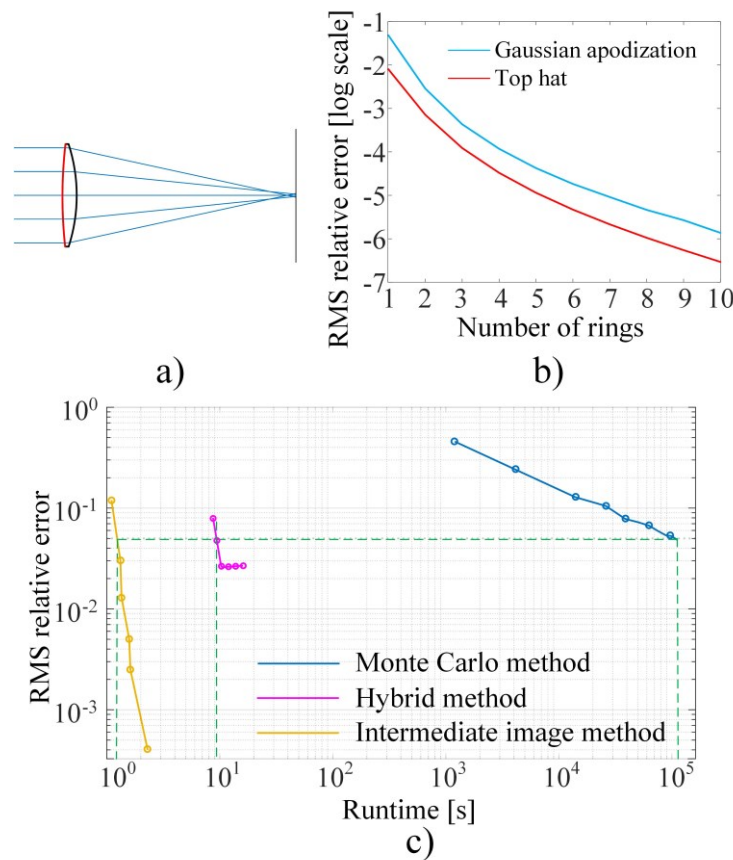 RMS relative error [log scale]
-1
-2
-3
-4
-5
-6
-7
Gaussian apodization
Top hat
1 2 3 4 5 6 7 8 9 10
Number of rings
a)
b)
RMS relative error
10^0
10^-1
10^-2
10^-3
Monte Carlo method
Hybrid method
Intermediate image method
10^0 10^1 10^2 10^3 10^4 10^5
Runtime [s]
c)